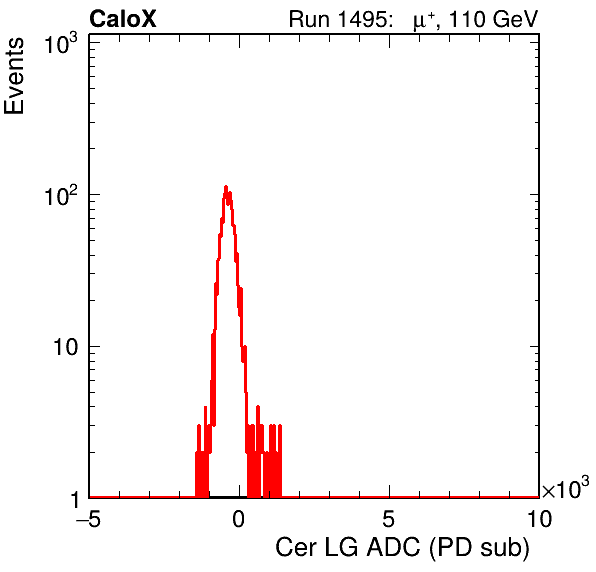 CaloX Run 1495: μ⁺, 110 GeV
Events
10³
10²
10
1
−5 0 5 10
×10³
Cer LG ADC (PD sub)